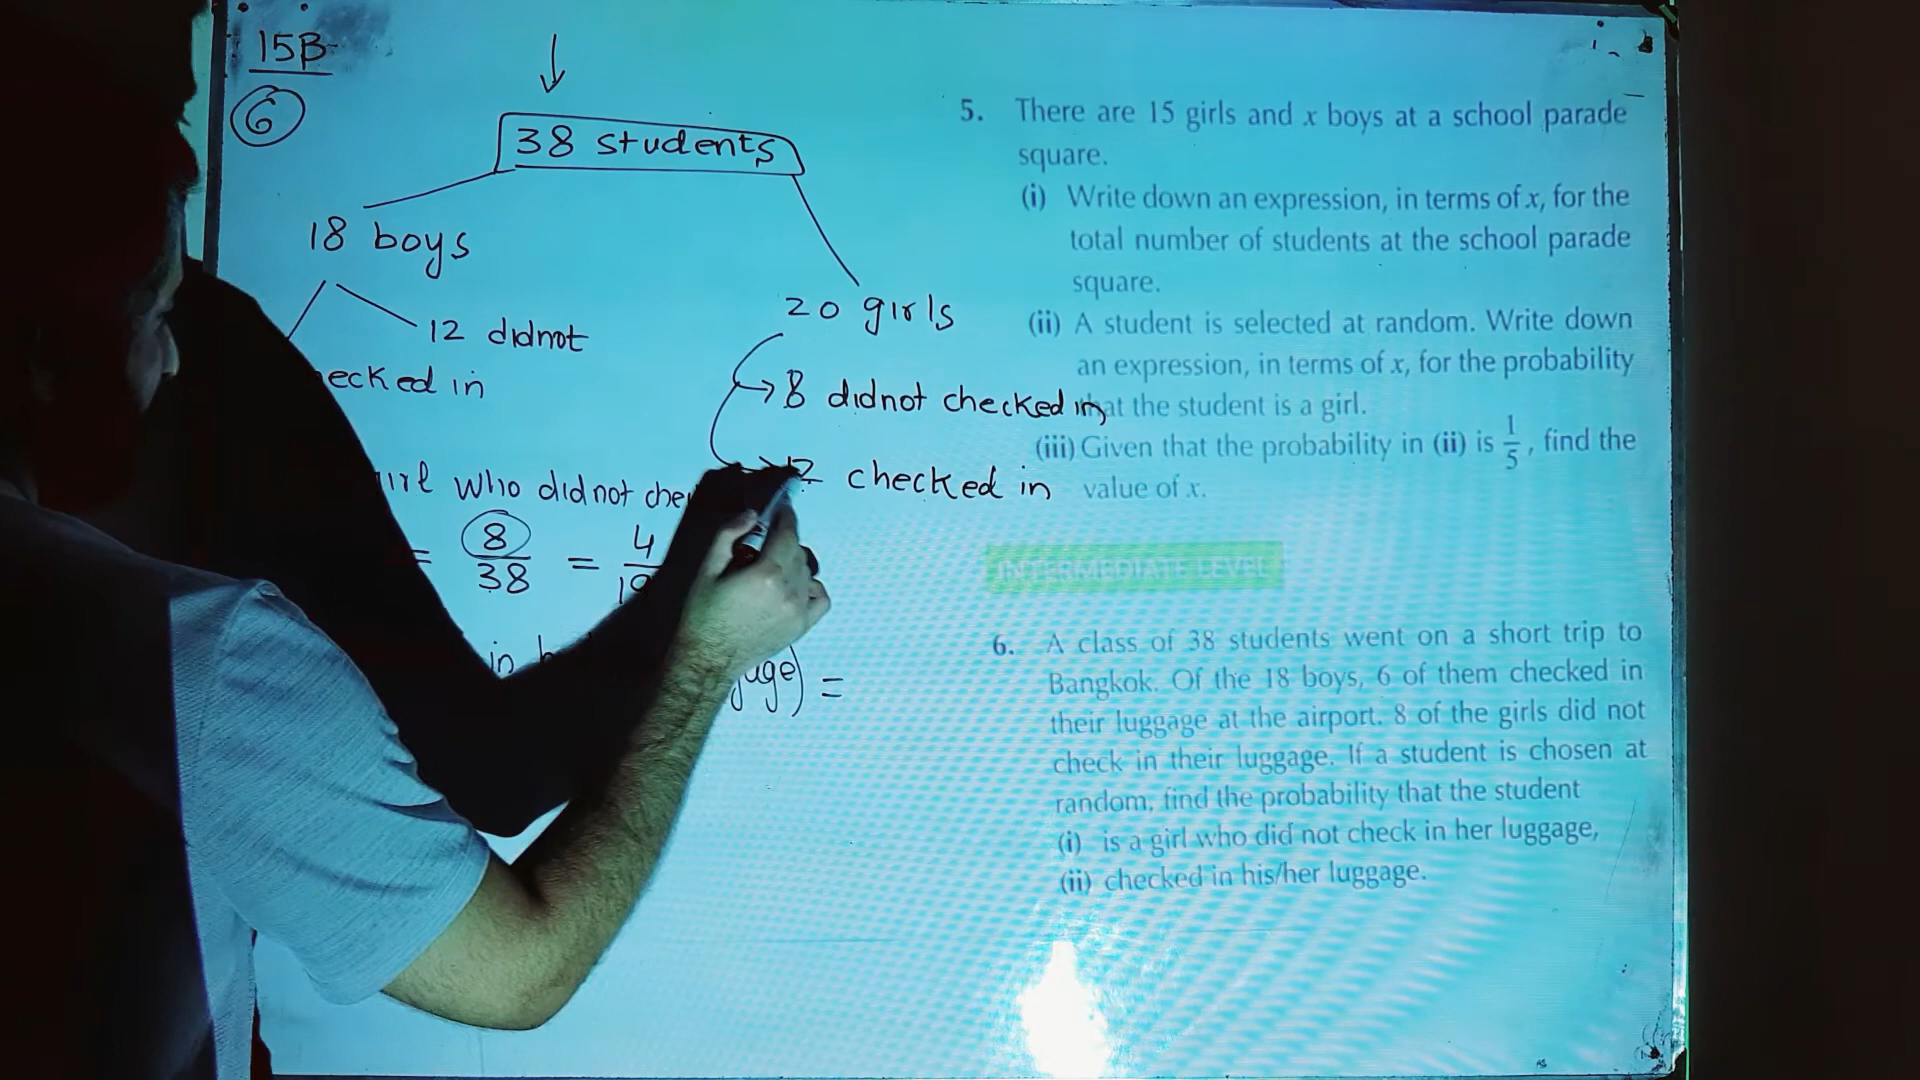 15B
6
38 students
18 boys
20 girls
12 didnot
ecked in
8 didnot checked in
12 checked in
who didnot che
= 8/38 = 4/19
in
uge) =
5. There are 15 girls and x boys at a school parade
square.
(i) Write down an expression, in terms of x, for the
total number of students at the school parade
square.
(ii) A student is selected at random. Write down
an expression, in terms of x, for the probability
at the student is a girl.
(iii) Given that the probability in (ii) is 1/5, find the
value of x.
INTERMEDIATE LEVEL
6. A class of 38 students went on a short trip to
Bangkok. Of the 18 boys, 6 of them checked in
their luggage at the airport. 8 of the girls did not
check in their luggage. If a student is chosen at
random, find the probability that the student
(i) is a girl who did not check in her luggage,
(ii) checked in his/her luggage.